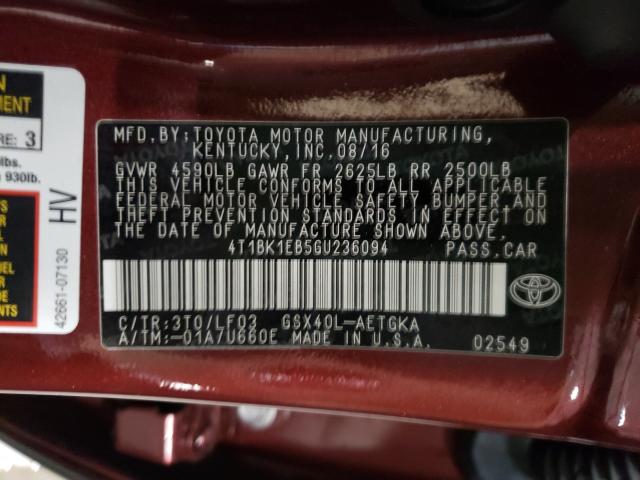 MENT
RE: 3
lbs.
930lb.
HV
42661-07130
MFD.BY:TOYOTA MOTOR MANUFACTURING,
KENTUCKY,INC.08/16
GVWR 4590LB GAWR FR 2625LB RR 2500LB
THIS VEHICLE CONFORMS TO ALL APPLICABLE
FEDERAL MOTOR VEHICLE SAFETY, BUMPER, AND
THEFT PREVENTION STANDARDS IN EFFECT ON
THE DATE OF MANUFACTURE SHOWN ABOVE.
4T1BK1EB5GU236094 PASS.CAR
C/TR:3T0/LF03 GSX40L-AETGKA
A/TM:-01A7U660E MADE IN U.S.A. 02549